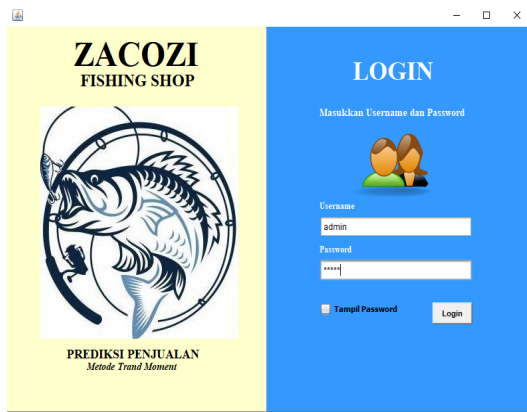 ZACOZI
FISHING SHOP
PREDIKSI PENJUALAN
Metode Trand Moment
LOGIN
Masukkan Username dan Password
Username
admin
Password
*****
Tampil Password
Login